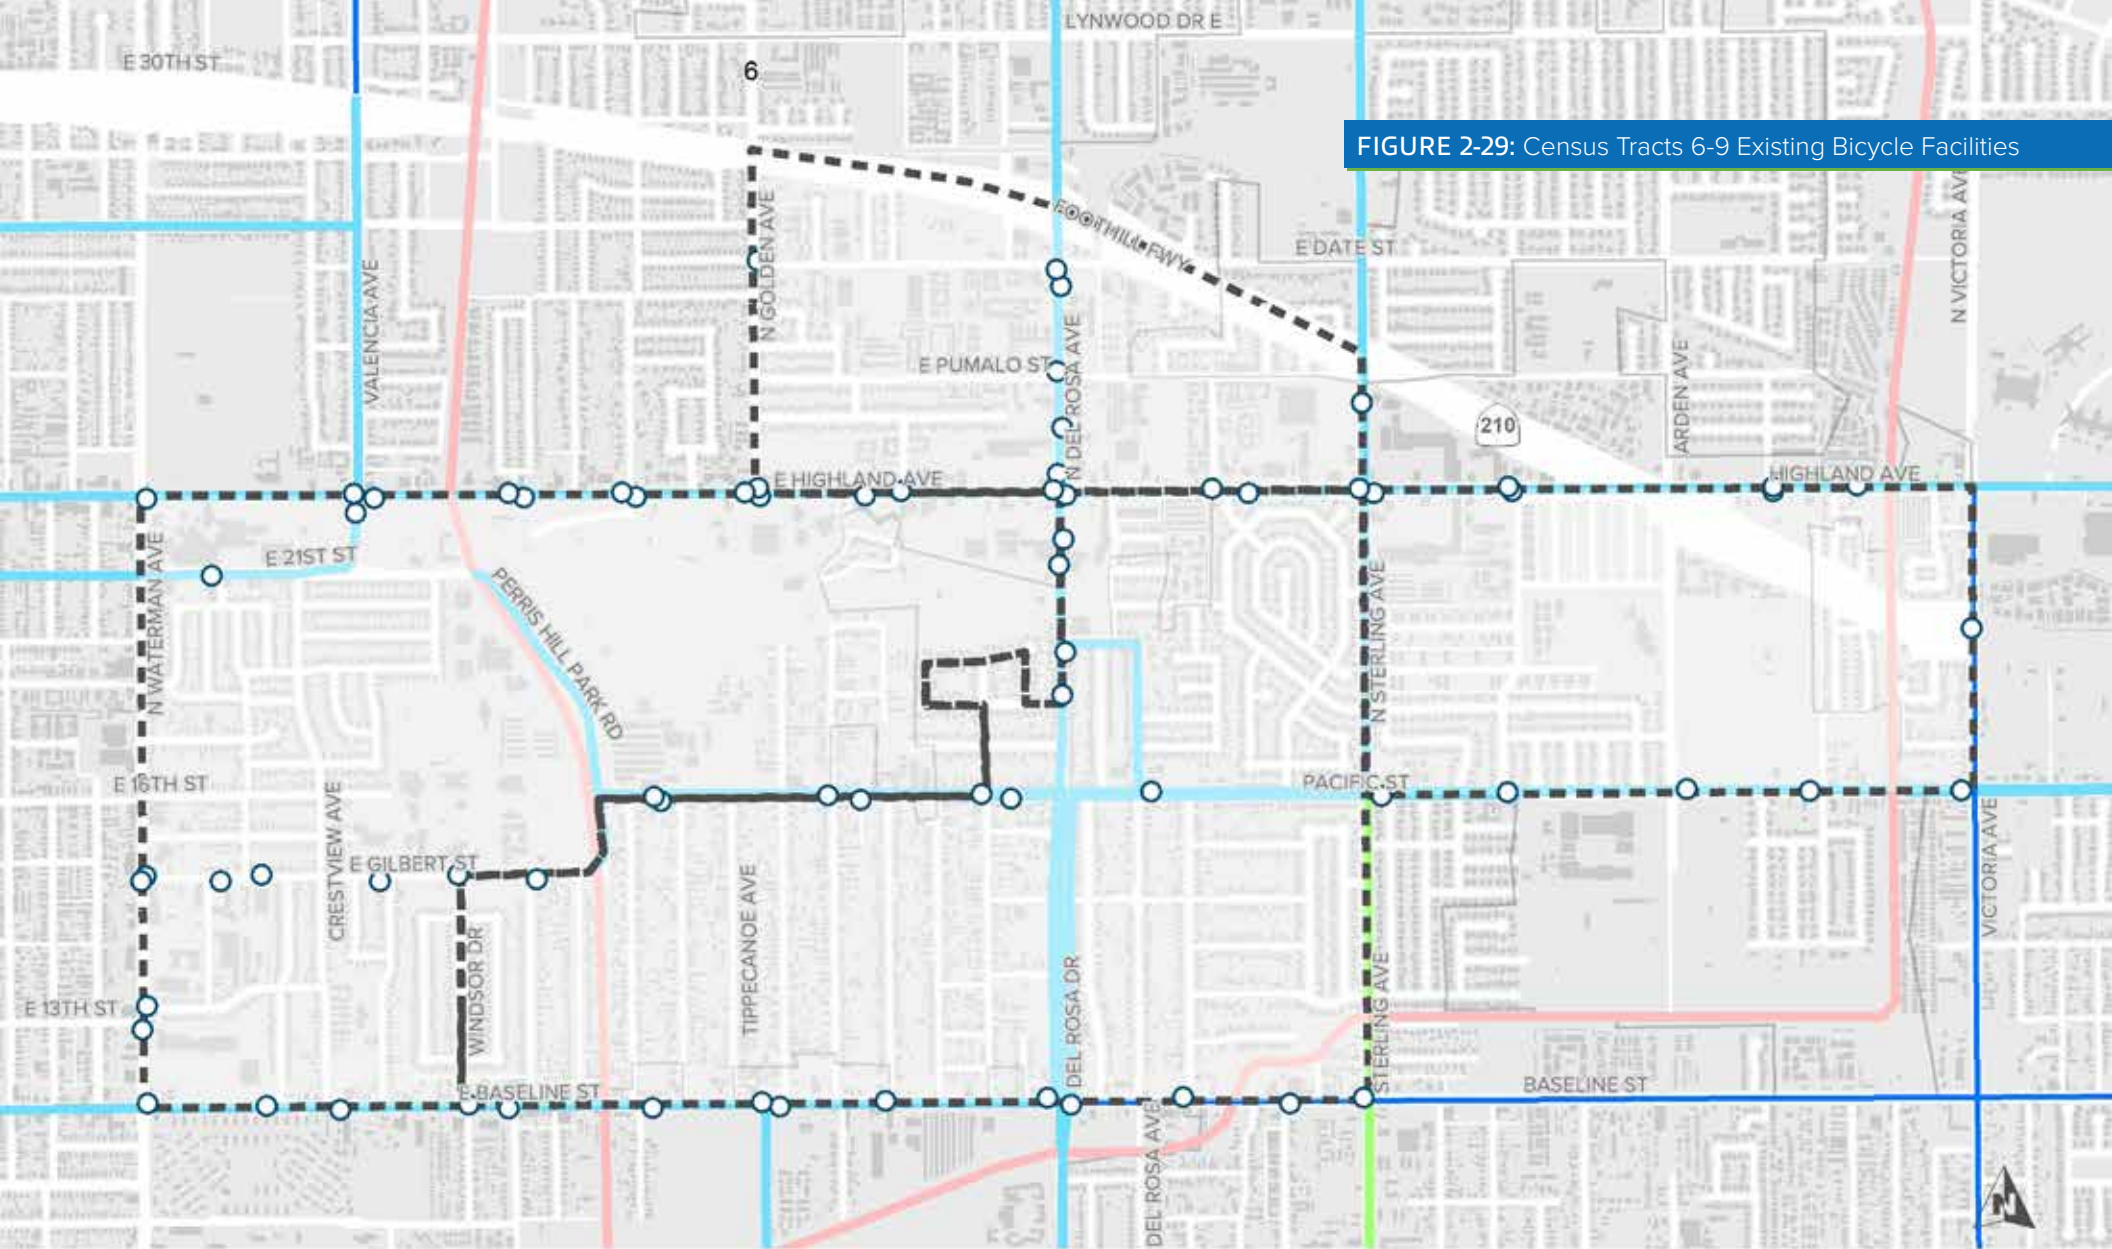 LYNWOOD DR E
E 30TH ST
6
FIGURE 2-29: Census Tracts 6-9 Existing Bicycle Facilities
N GOLDEN AVE
FOOTHILL FWY
E DATE ST
N VICTORIA AVE
VALENCIA AVE
E PUMALO ST
N DEL ROSA AVE
ARDEN AVE
210
E HIGHLAND AVE
HIGHLAND AVE
N WATERMAN AVE
E 21ST ST
PERRIS HILL PARK RD
N STERLING AVE
E 16TH ST
PACIFIC ST
CRESTVIEW AVE
E GILBERT ST
TIPPECANOE AVE
VICTORIA AVE
WINDSOR DR
DEL ROSA DR
STERLING AVE
E 13TH ST
E BASELINE ST
BASELINE ST
DEL ROSA AVE
N